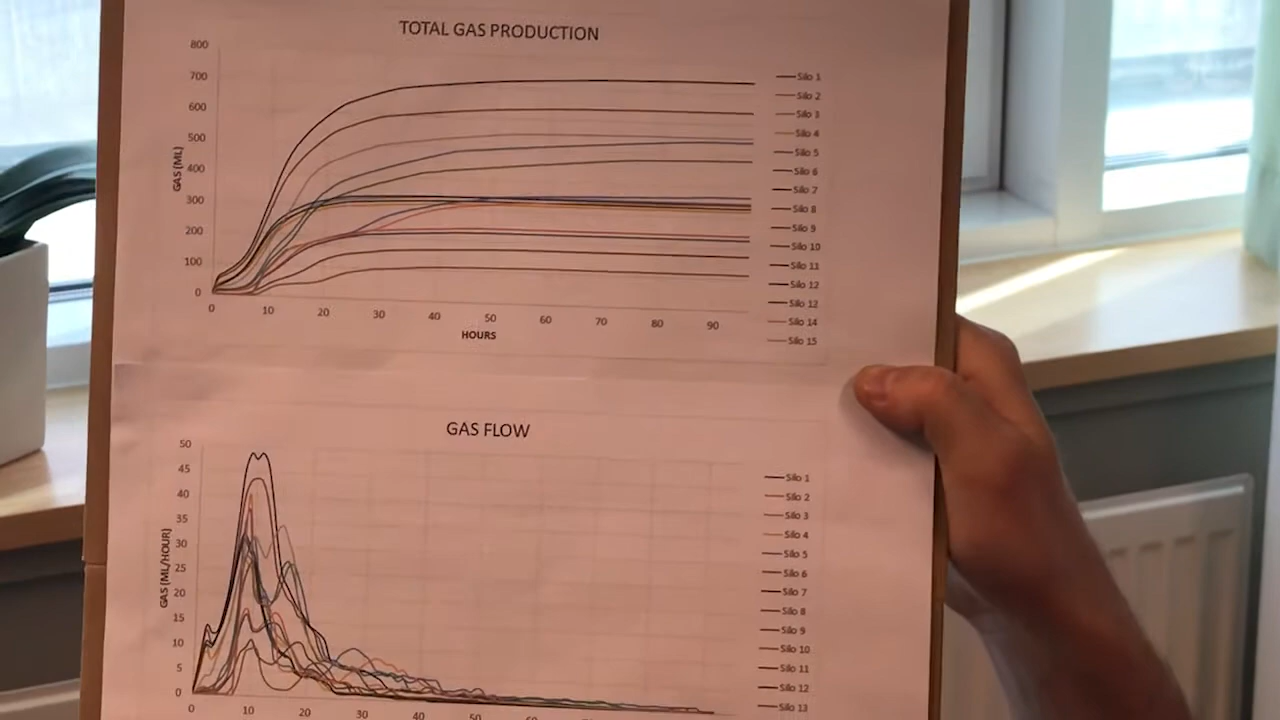 TOTAL GAS PRODUCTION
800
700
600
500
400
300
200
100
0
GAS (ML)
0 10 20 30 40 50 60 70 80 90
HOURS
Silo 1
Silo 2
Silo 3
Silo 4
Silo 5
Silo 6
Silo 7
Silo 8
Silo 9
Silo 10
Silo 11
Silo 12
Silo 12
Silo 14
Silo 15
GAS FLOW
50
45
40
35
30
25
20
15
10
5
0
GAS (ML/HOUR)
0 10 20 30 40 50 60
Silo 1
Silo 2
Silo 3
Silo 4
Silo 5
Silo 6
Silo 7
Silo 8
Silo 9
Silo 10
Silo 11
Silo 12
Silo 13